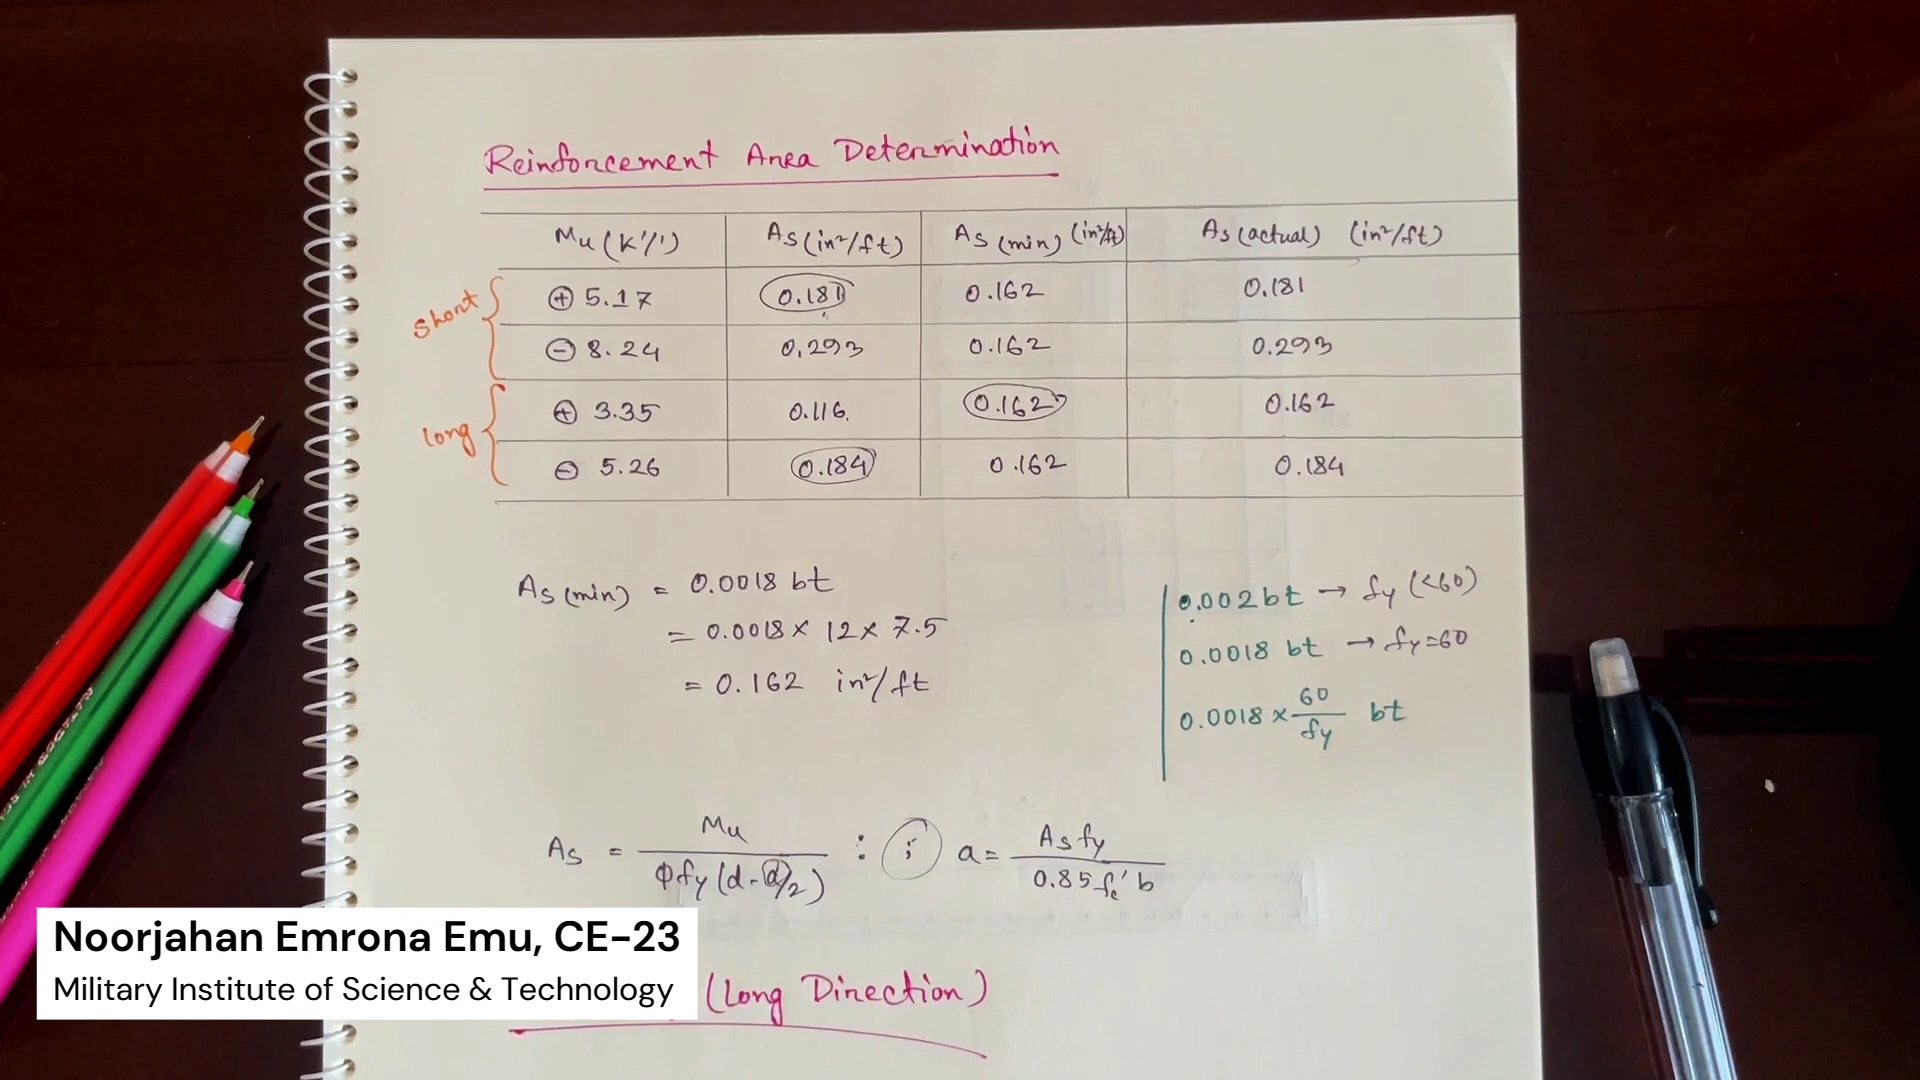 Reinforcement Area Determination
Mu (K'/') As (in²/ft) As (min) (in²/ft) As (actual) (in²/ft)
short
⊕ 5.17 0.181 0.162 0.181
⊖ 8.24 0.293 0.162 0.293
long
⊕ 3.35 0.116. 0.162 0.162
⊖ 5.26 0.184 0.162 0.184
As (min) = 0.0018 bt
= 0.0018 × 12 × 7.5
= 0.162 in²/ft
0.002 bt → fy (<60)
0.0018 bt → fy=60
0.0018 × 60/fy bt
As = Mu / φfy (d-a/2) : ; a = As fy / 0.85 fc' b
Noorjahan Emrona Emu, CE-23
Military Institute of Science & Technology
(Long Direction)